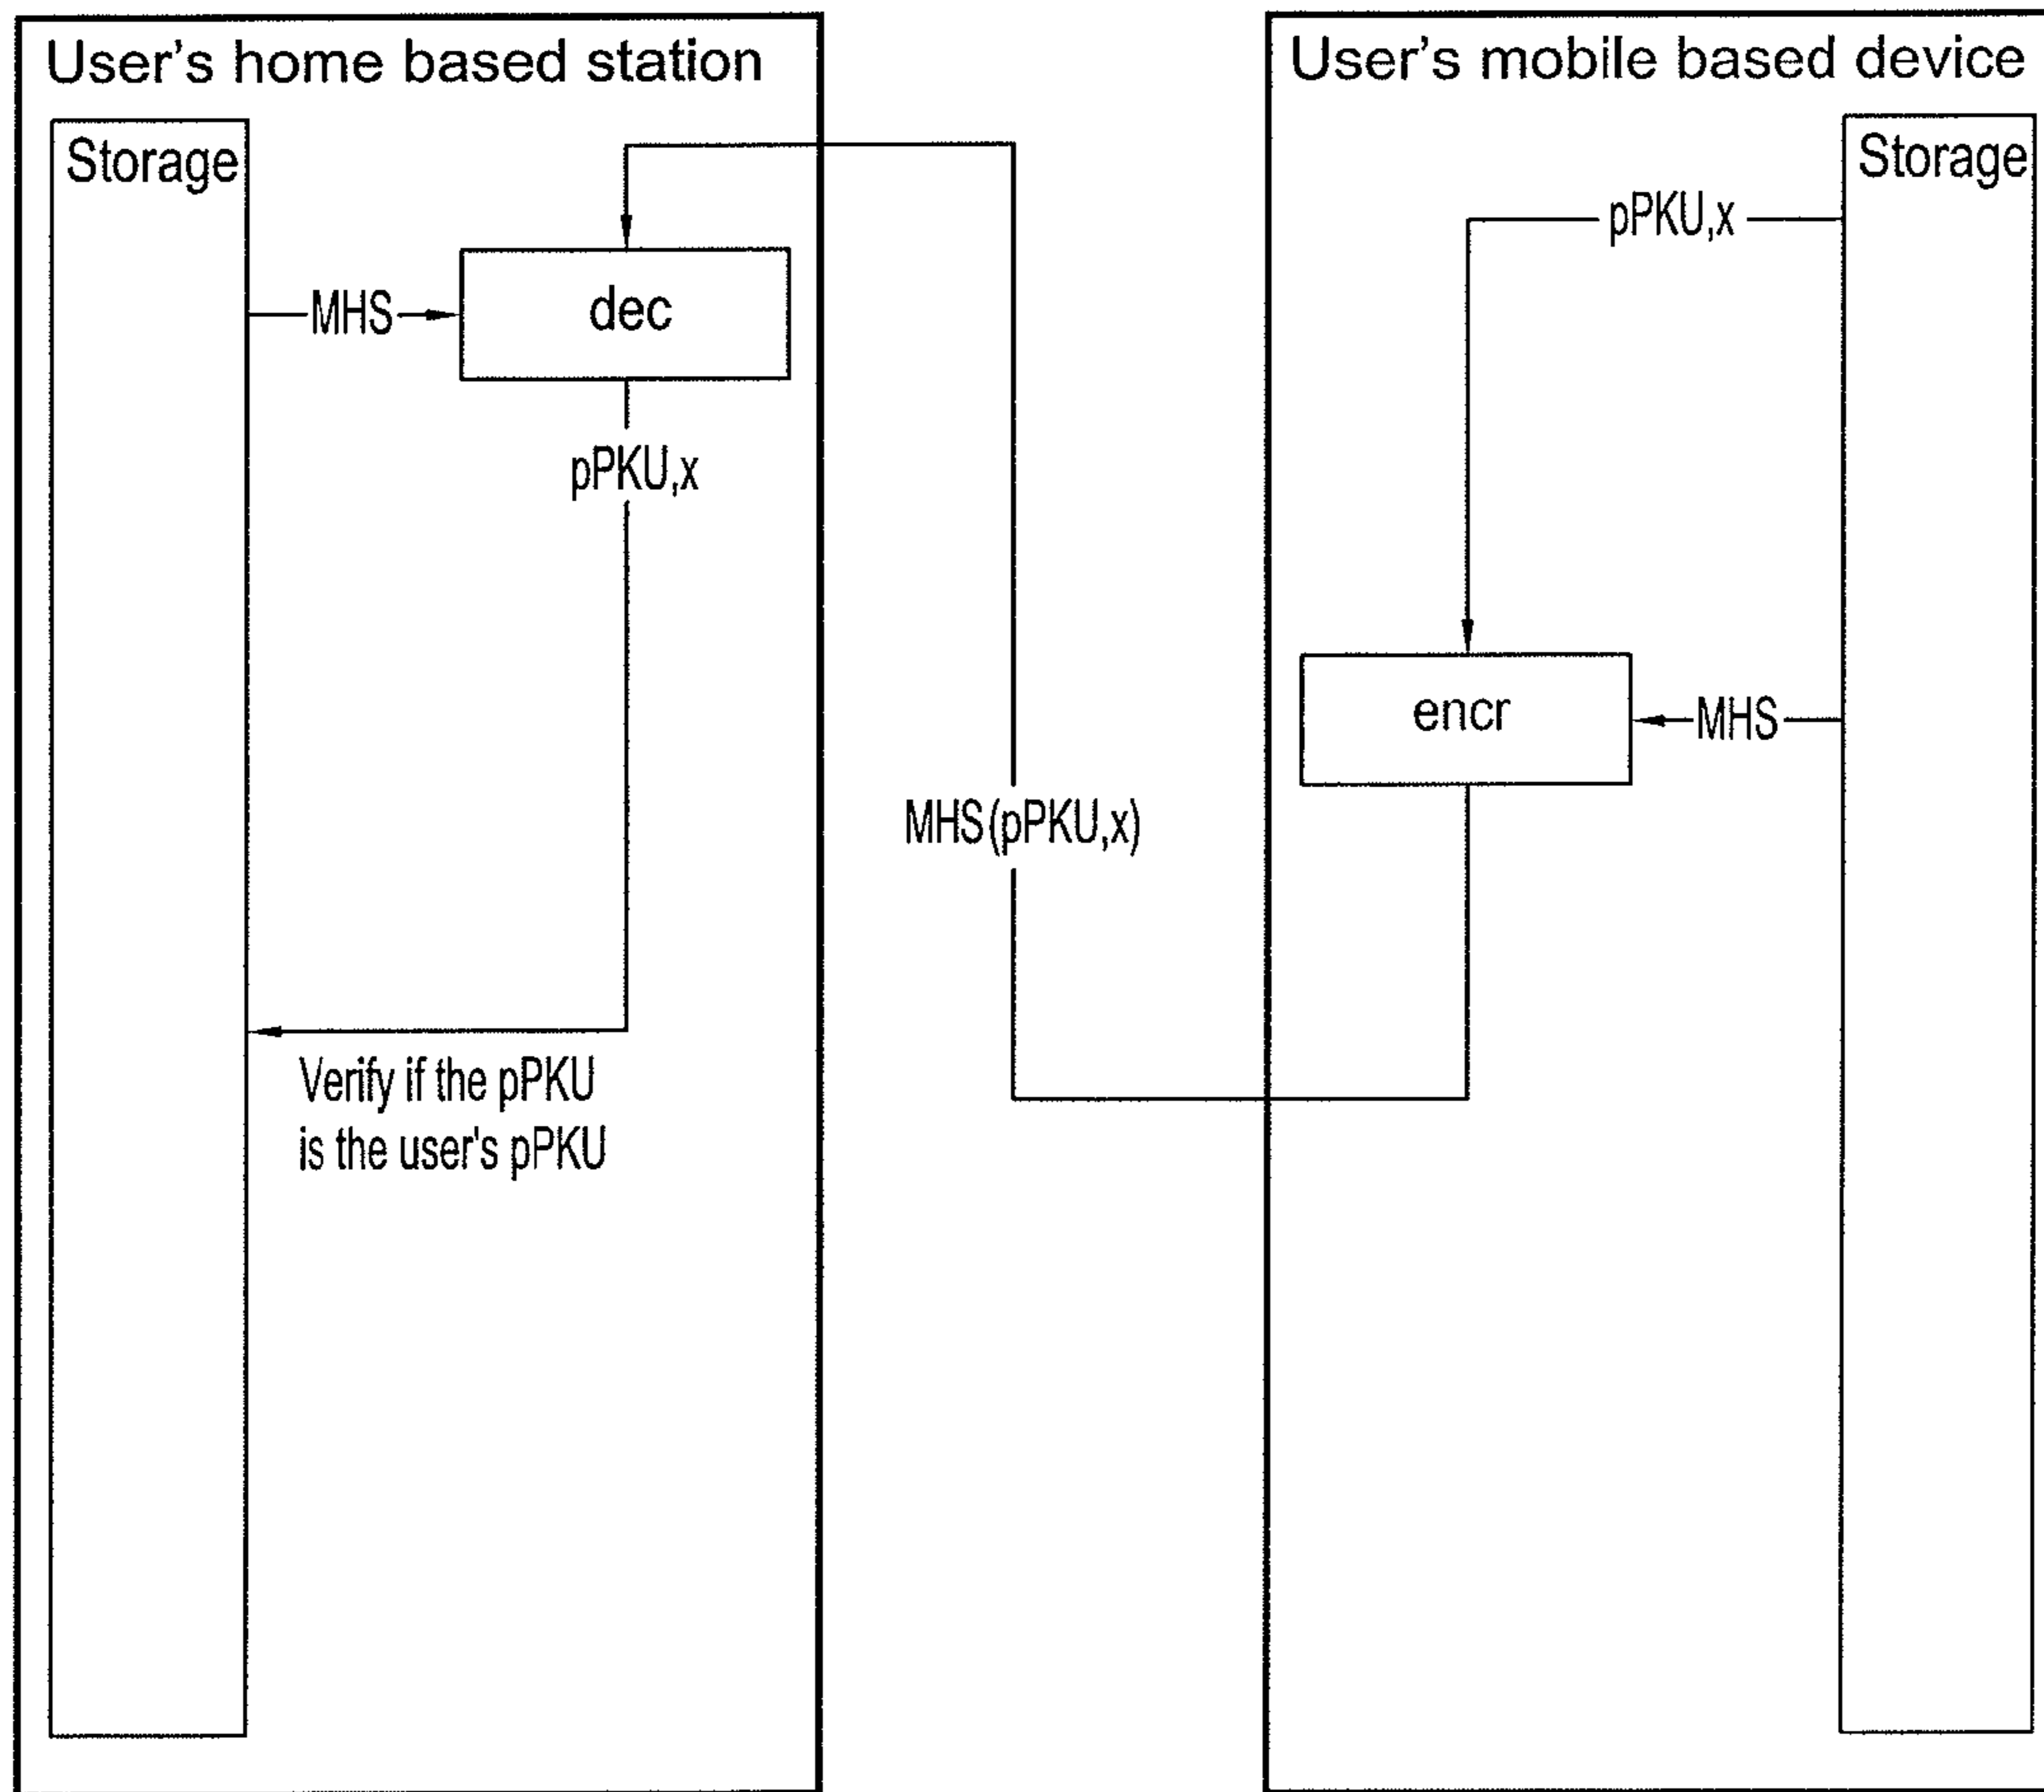 User's home based station
Storage
MHS
dec
pPKU,x
Verify if the pPKU
is the user's pPKU
MHS(pPKU,x)
User's mobile based device
Storage
pPKU,x
encr
MHS